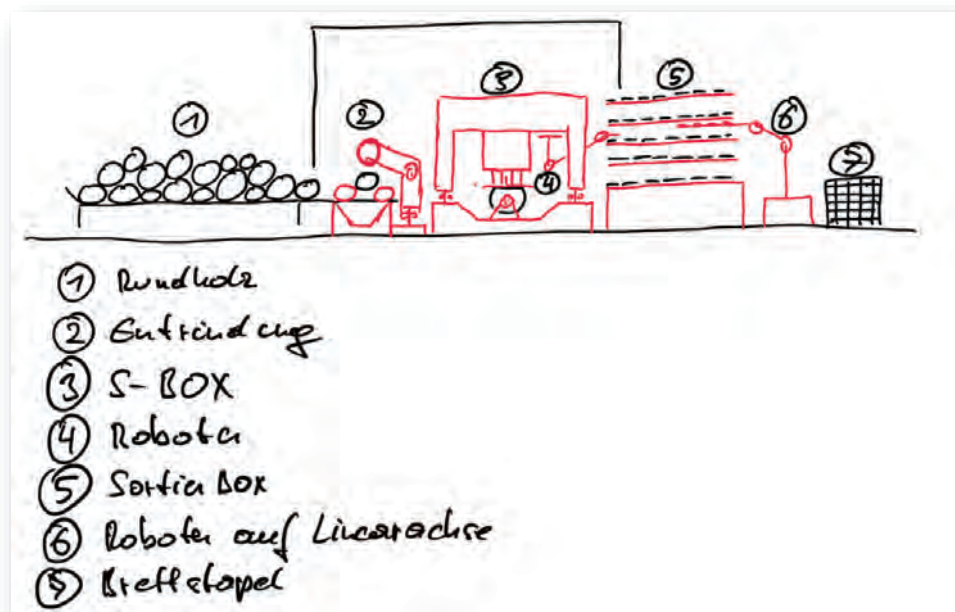 3
5
2
1
6
7
4
1 Rundholz
2 Entrindung
3 S-BOX
4 Roboter
5 Sortier Box
6 Roboter auf Linearachse
7 Brettstapel